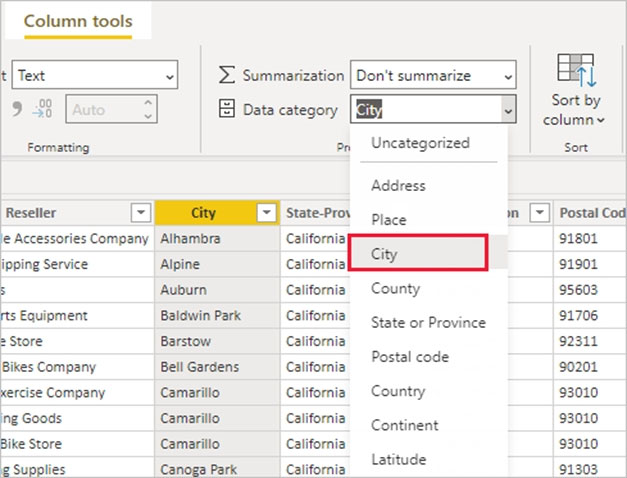 Column tools
t Text
Summarization Don't summarize
.00 Auto
Data category City
Sort by
column
Formatting
Pr
Sort
Uncategorized
Address
Place
City
County
State or Province
Postal code
Country
Continent
Latitude
Reseller City State-Prov on Postal Cod
le Accessories Company Alhambra California 91801
ipping Service Alpine California 91901
s Auburn California 95603
rts Equipment Baldwin Park California 91706
e Store Barstow California 92311
Bikes Company Bell Gardens California 90201
xercise Company Camarillo California 93010
ng Goods Camarillo California 93010
Bike Store Camarillo California 93010
g Supplies Canoga Park California 91303